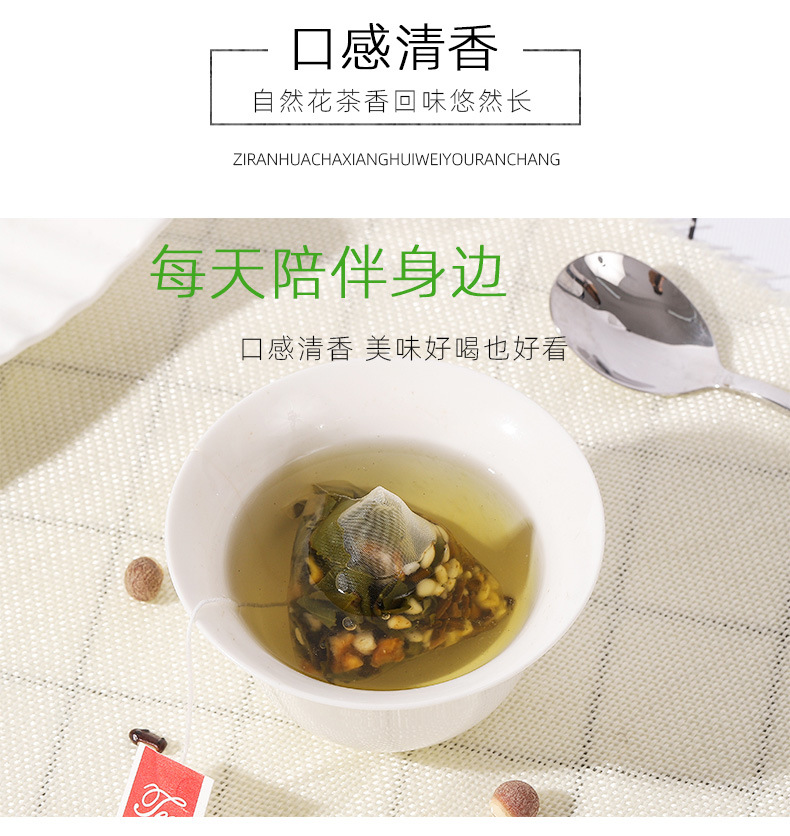 口感清香
自然花茶香回味悠然长
ZIRANHUACHAXIANGHUIWEIYOURANCHANG
每天陪伴身边
口感清香 美味好喝也好看